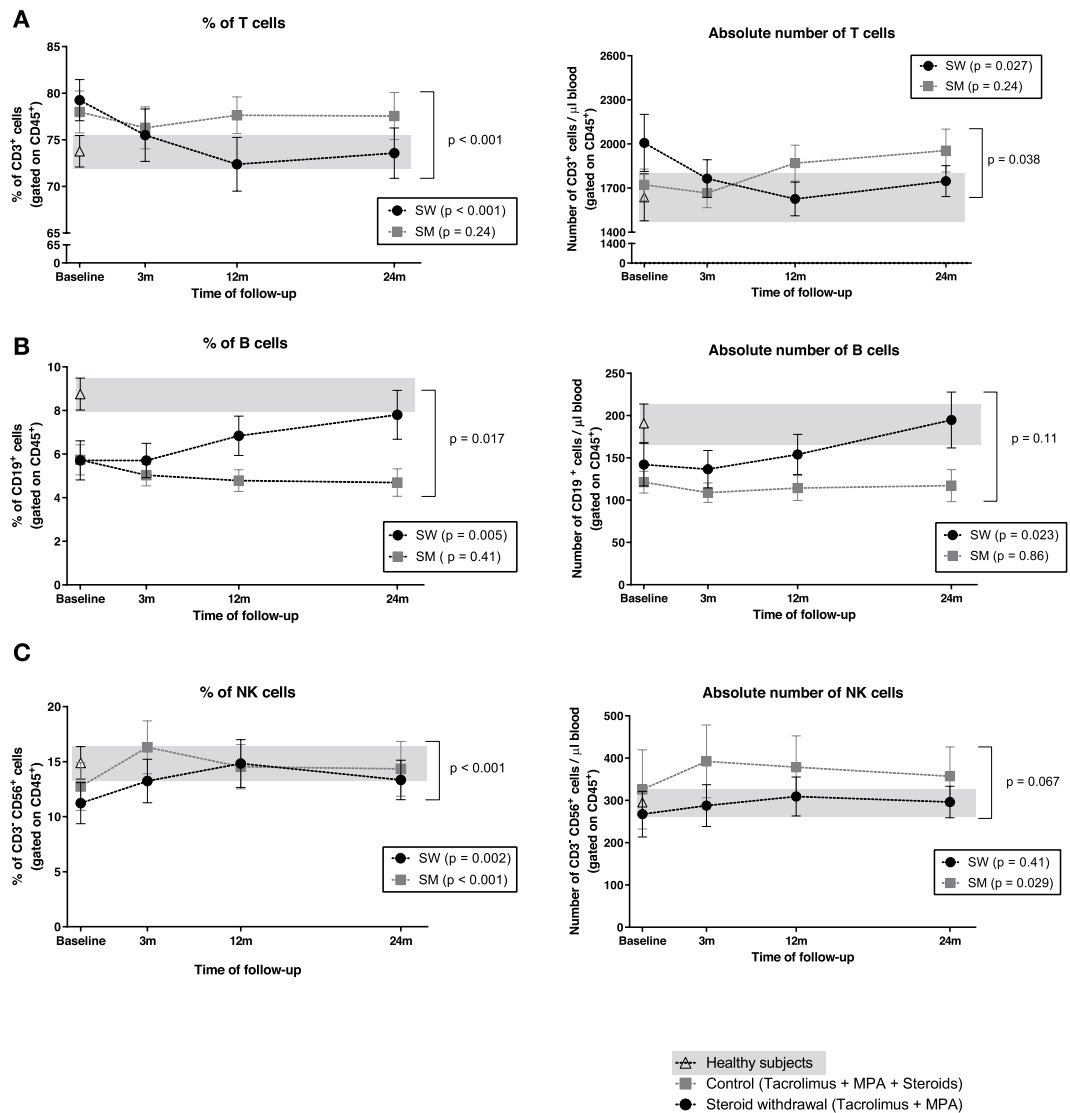 A
% of T cells
85
80
75
70
65
65
0
% of CD3⁺ cells
(gated on CD45⁺)
p < 0.001
SW (p < 0.001)
SM (p = 0.24)
Baseline 3m 12m 24m
Time of follow-up
Absolute number of T cells
2600
2300
2000
1700
1400
1400
0
Number of CD3⁺ cells / µl blood
(gated on CD45⁺)
SW (p = 0.027)
SM (p = 0.24)
p = 0.038
Baseline 3m 12m 24m
Time of follow-up
B
% of B cells
10
8
6
4
2
0
% of CD19⁺ cells
(gated on CD45⁺)
p = 0.017
SW (p = 0.005)
SM ( p = 0.41)
Baseline 3m 12m 24m
Time of follow-up
Absolute number of B cells
250
200
150
100
50
0
Number of CD19 ⁺ cells / µl blood
(gated on CD45⁺)
p = 0.11
SW (p = 0.023)
SM (p = 0.86)
Baseline 3m 12m 24m
Time of follow-up
C
% of NK cells
20
15
10
5
0
% of CD3⁻ CD56⁺ cells
(gated on CD45⁺)
p < 0.001
SW (p = 0.002)
SM (p < 0.001)
Baseline 3m 12m 24m
Time of follow-up
Absolute number of NK cells
500
400
300
200
100
0
Number of CD3⁻ CD56⁺ cells / µl blood
(gated on CD45⁺)
p = 0.067
SW (p = 0.41)
SM (p = 0.029)
Baseline 3m 12m 24m
Time of follow-up
Healthy subjects
Control (Tacrolimus + MPA + Steroids)
Steroid withdrawal (Tacrolimus + MPA)